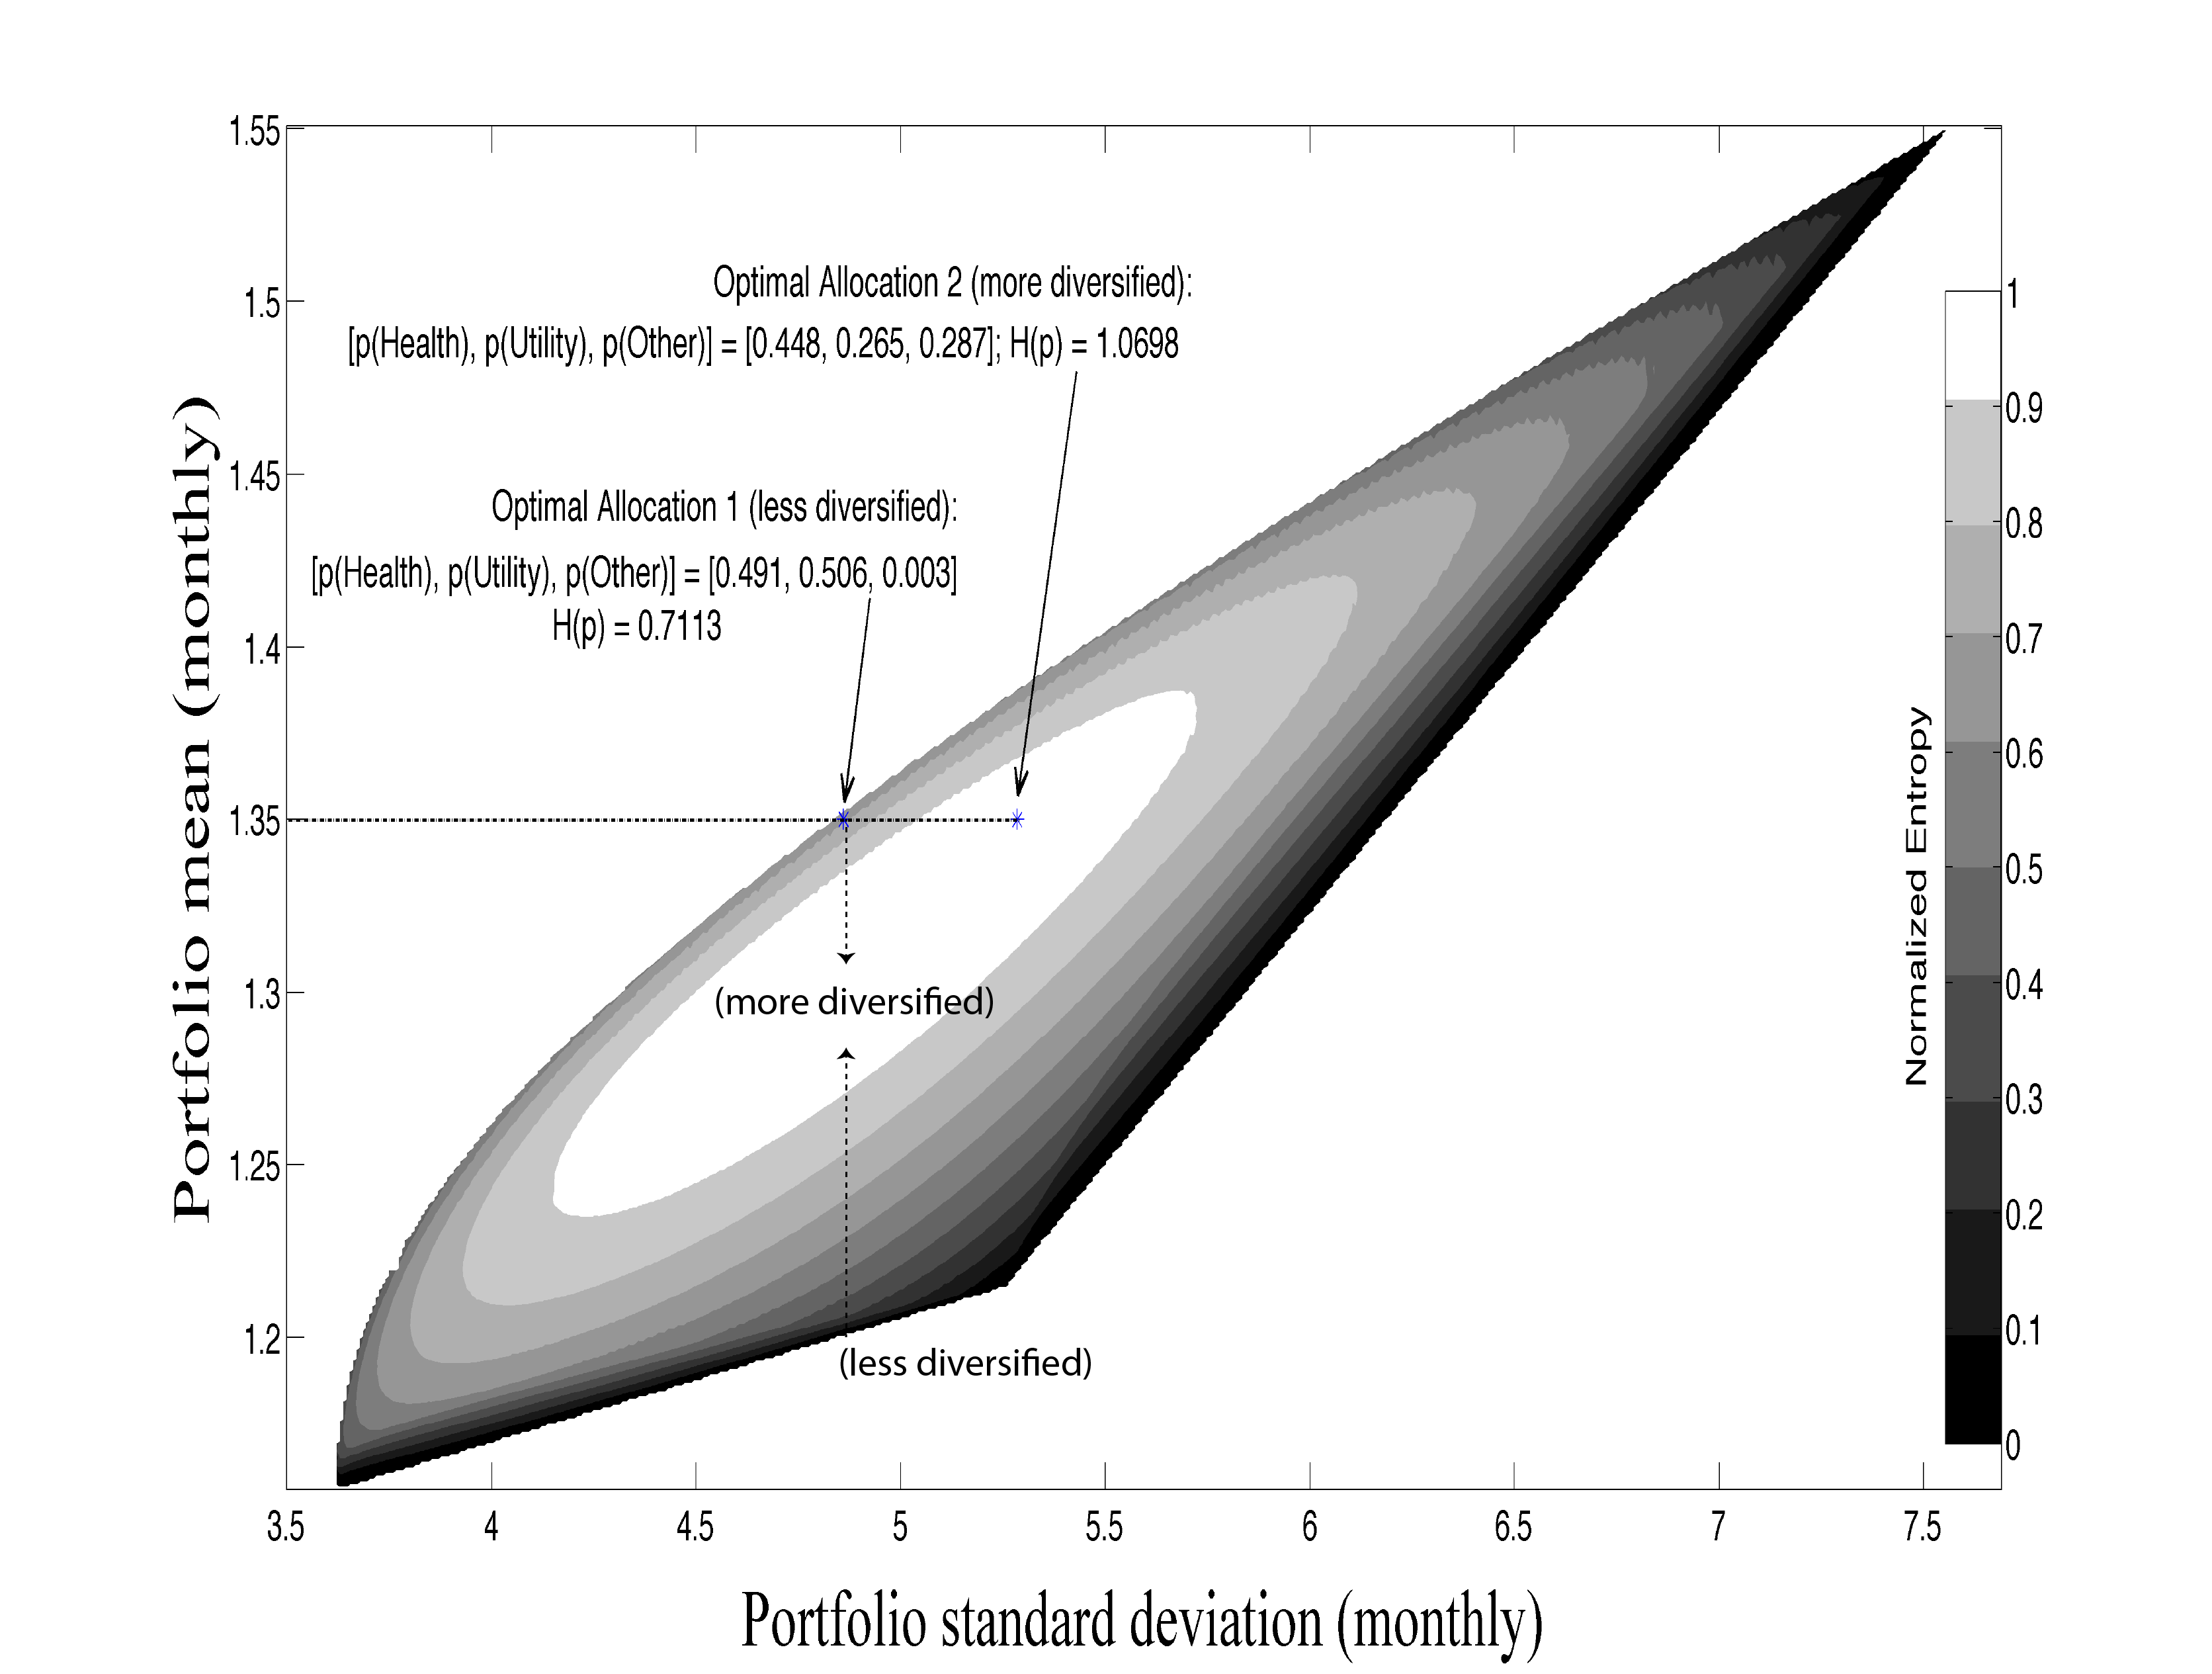 1.55
1.5
1.45
1.4
1.35
1.3
1.25
1.2
Portfolio mean (monthly)
Optimal Allocation 2 (more diversified):
[p(Health), p(Utility), p(Other)] = [0.448, 0.265, 0.287]; H(p) = 1.0698
Optimal Allocation 1 (less diversified):
[p(Health), p(Utility), p(Other)] = [0.491, 0.506, 0.003]
H(p) = 0.7113
(more diversified)
(less diversified)
Normalized Entropy
1
0.9
0.8
0.7
0.6
0.5
0.4
0.3
0.2
0.1
0
3.5 4 4.5 5 5.5 6 6.5 7 7.5
Portfolio standard deviation (monthly)